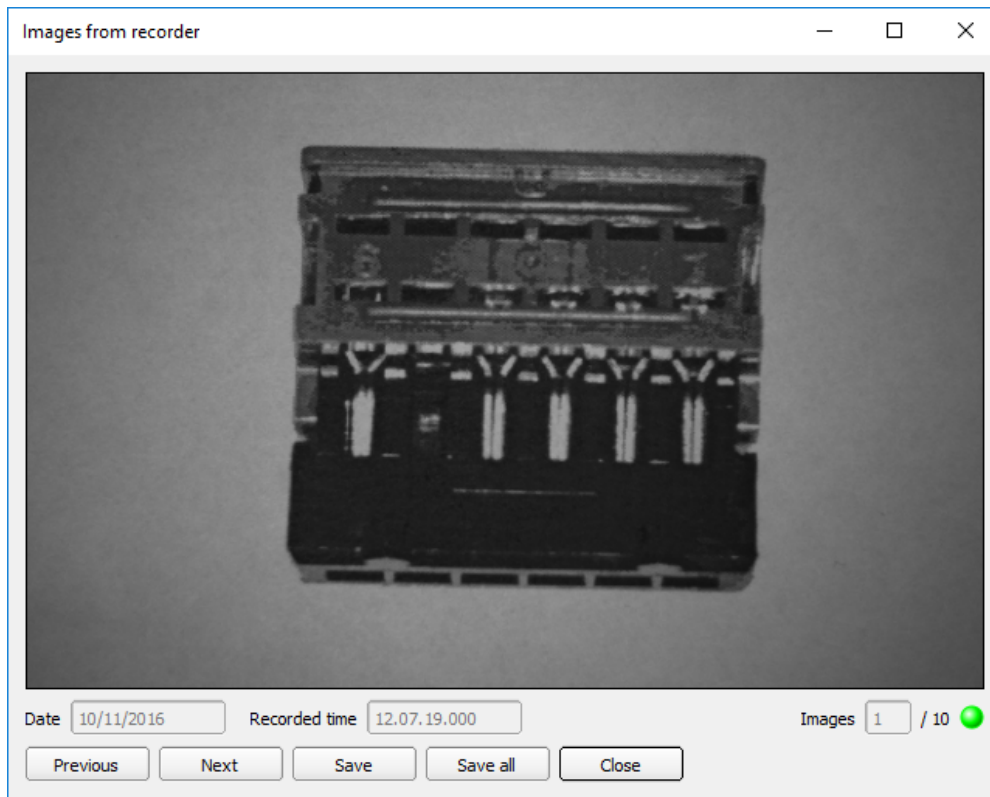 Images from recorder
Date 10/11/2016 Recorded time 12.07.19.000 Images 1 / 10
Previous Next Save Save all Close